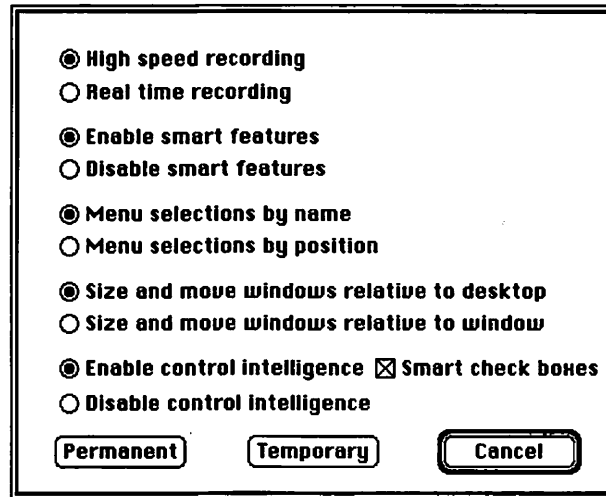 High speed recording
Real time recording
Enable smart features
Disable smart features
Menu selections by name
Menu selections by position
Size and move windows relative to desktop
Size and move windows relative to window
Enable control intelligence Smart check boxes
Disable control intelligence
Permanent Temporary Cancel